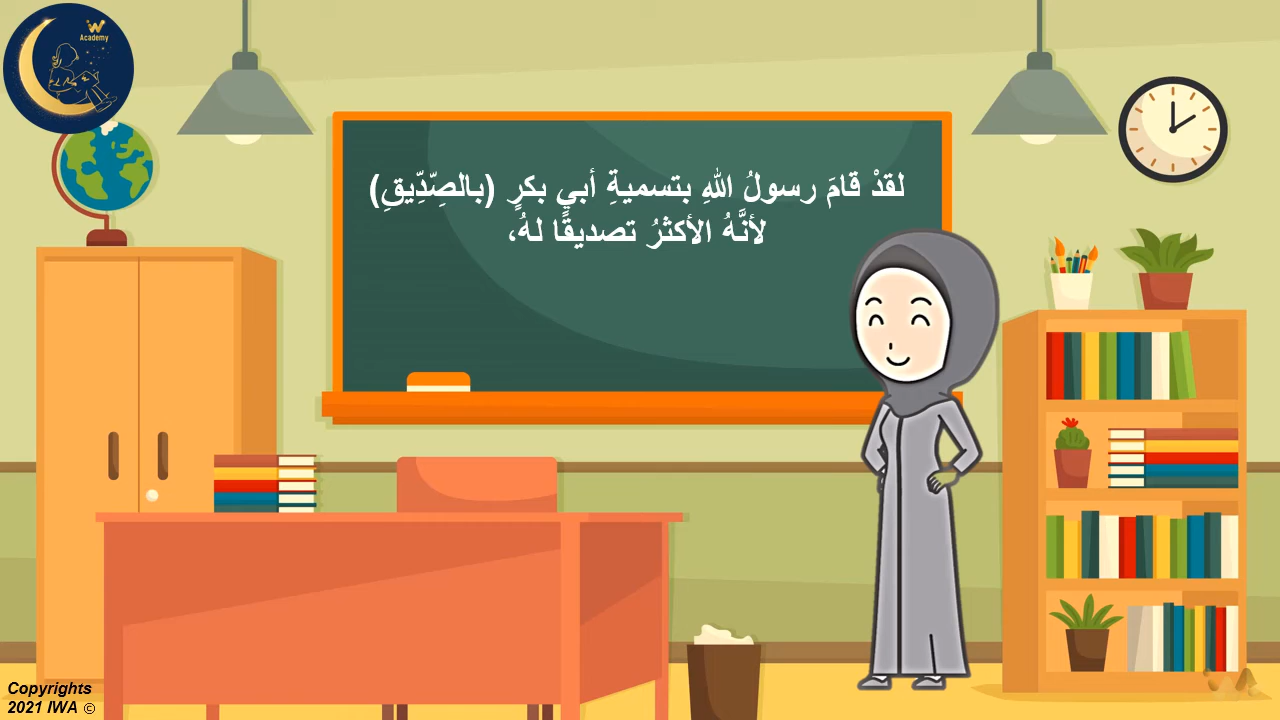 W
Academy
لقدْ قامَ رسولُ اللهِ بتسميةِ أبي بكرٍ (بالصِّدِّيقِ)
لأنَّهُ الأكثرُ تصديقًا لهُ،
Copyrights
2021 IWA ©